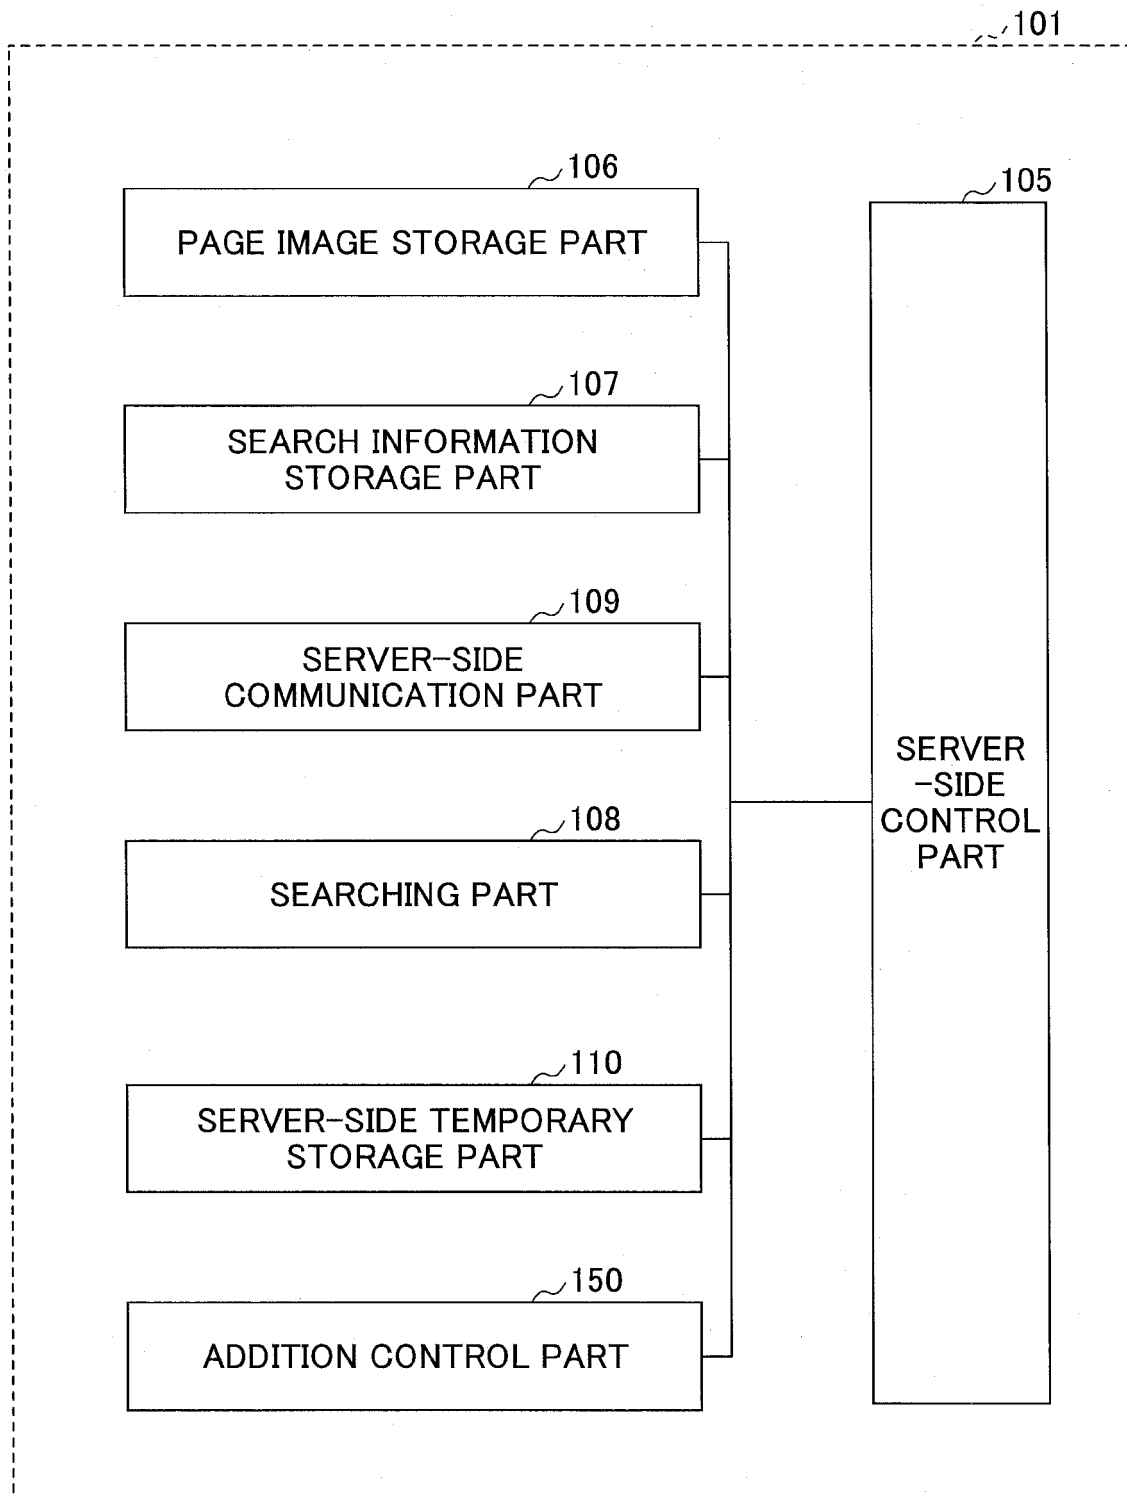 101
106
PAGE IMAGE STORAGE PART
105
107
SEARCH INFORMATION
STORAGE PART
109
SERVER-SIDE
COMMUNICATION PART
SERVER
-SIDE
CONTROL
PART
108
SEARCHING PART
110
SERVER-SIDE TEMPORARY
STORAGE PART
150
ADDITION CONTROL PART